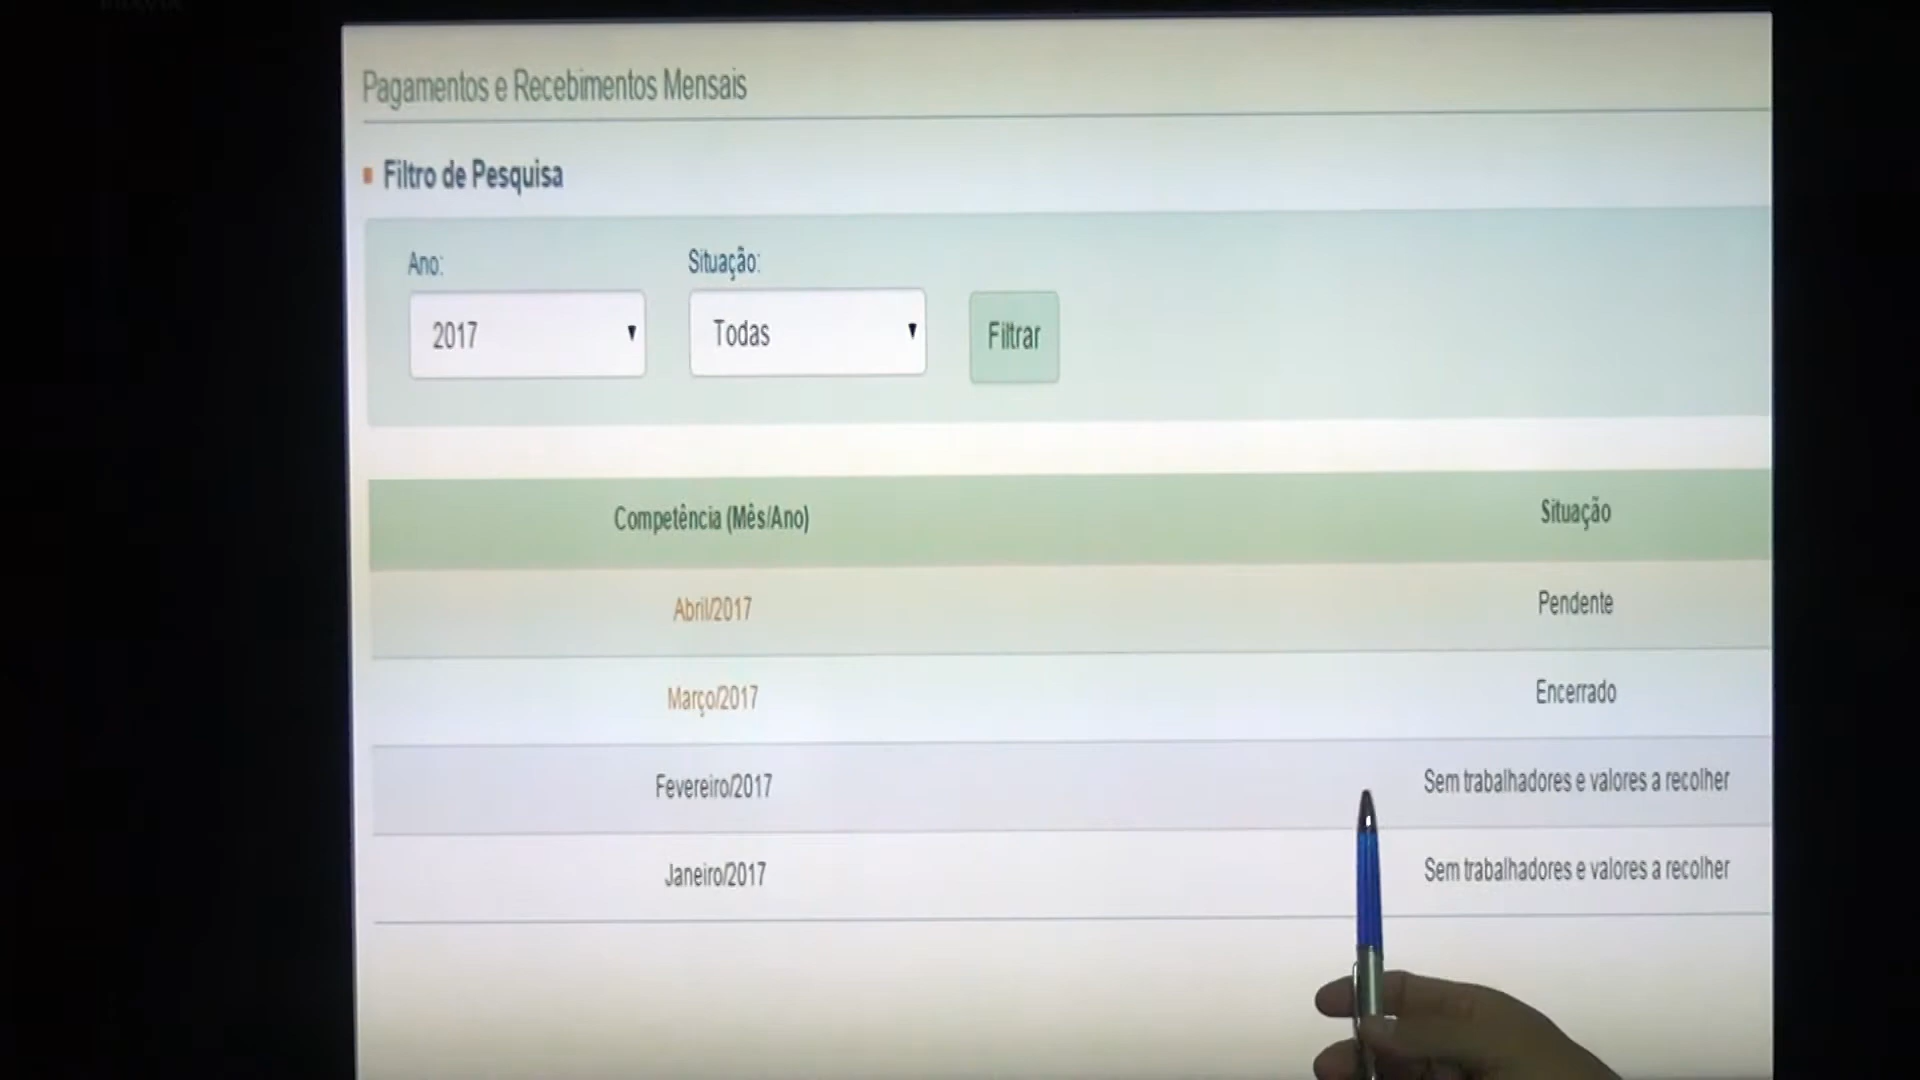 Pagamentos e Recebimentos Mensais
Filtro de Pesquisa
Ano: Situação:
2017 Todas Filtrar
Competência (Mês/Ano) Situação
Abril/2017 Pendente
Março/2017 Encerrado
Fevereiro/2017 Sem trabalhadores e valores a recolher
Janeiro/2017 Sem trabalhadores e valores a recolher